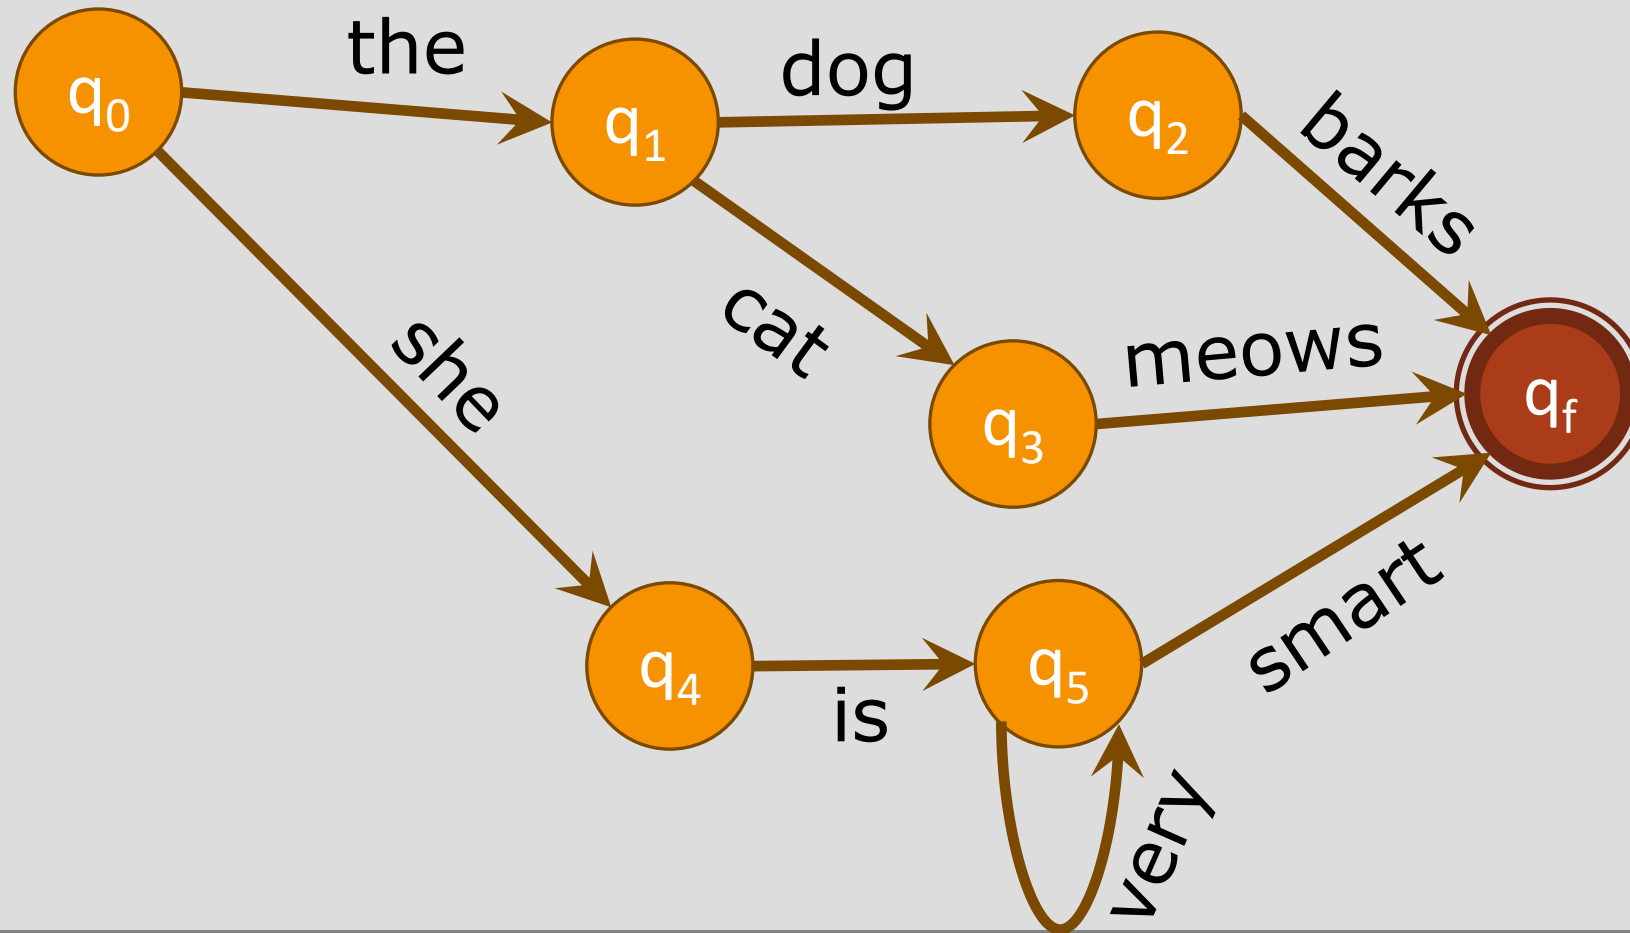 q0
the
q1
dog
q2
barks
she
cat
q3
meows
qf
q4
is
q5
smart
very